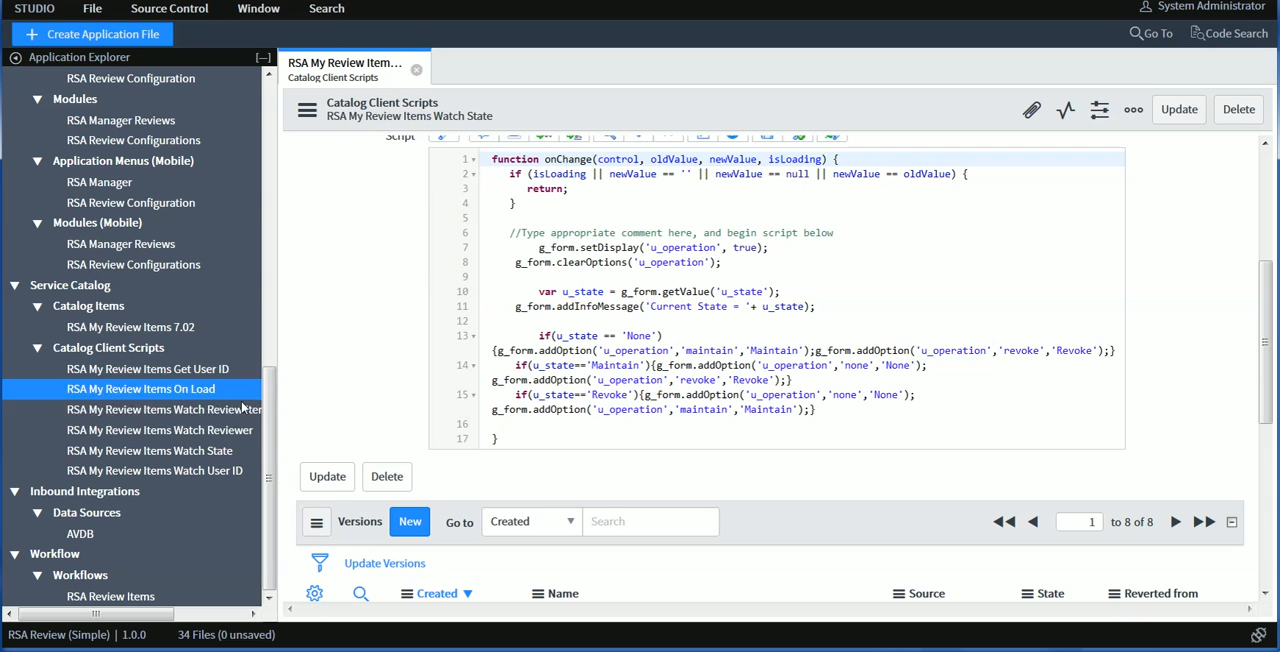 STUDIO File Source Control Window Search System Administrator
+ Create Application File Go To Code Search
Application Explorer [—]
RSA Review Configuration
Modules
RSA Manager Reviews
RSA Review Configurations
Application Menus (Mobile)
RSA Manager
RSA Review Configuration
Modules (Mobile)
RSA Manager Reviews
RSA Review Configurations
Service Catalog
Catalog Items
RSA My Review Items 7.02
Catalog Client Scripts
RSA My Review Items Get User ID
RSA My Review Items On Load
RSA My Review Items Watch Review
RSA My Review Items Watch Reviewer
RSA My Review Items Watch State
RSA My Review Items Watch User ID
Inbound Integrations
Data Sources
AVDB
Workflow
Workflows
RSA Review Items
RSA My Review Item...
Catalog Client Scripts
Catalog Client Scripts
RSA My Review Items Watch State
Update Delete
Script
1 function onChange(control, oldValue, newValue, isLoading) {
2 if (isLoading || newValue == '' || newValue == null || newValue == oldValue) {
3 return;
4 }
5
6 //Type appropriate comment here, and begin script below
7 g_form.setDisplay('u_operation', true);
8 g_form.clearOptions('u_operation');
9
10 var u_state = g_form.getValue('u_state');
11 g_form.addInfoMessage('Current State = '+ u_state);
12
13 if(u_state == 'None')
{g_form.addOption('u_operation','maintain','Maintain');g_form.addOption('u_operation','revoke','Revoke');}
14 if(u_state=='Maintain'){g_form.addOption('u_operation','none','None');
g_form.addOption('u_operation','revoke','Revoke');}
15 if(u_state=='Revoke'){g_form.addOption('u_operation','none','None');
g_form.addOption('u_operation','maintain','Maintain');}
16
17 }
Update Delete
Versions New Go to Created Search 1 to 8 of 8
Update Versions
Created Name Source State Reverted from
RSA Review (Simple) | 1.0.0 34 Files (0 unsaved)